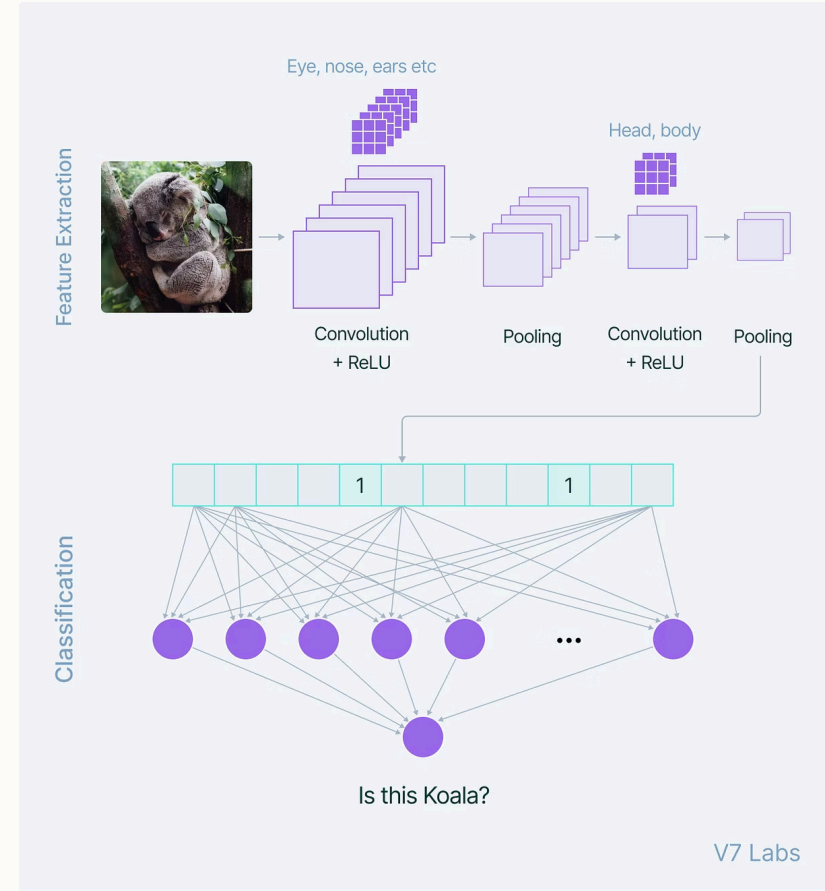 Eye, nose, ears etc
Head, body
Feature Extraction
Convolution
+ ReLU
Pooling
Convolution
+ ReLU
Pooling
1
1
Classification
...
Is this Koala?
V7 Labs